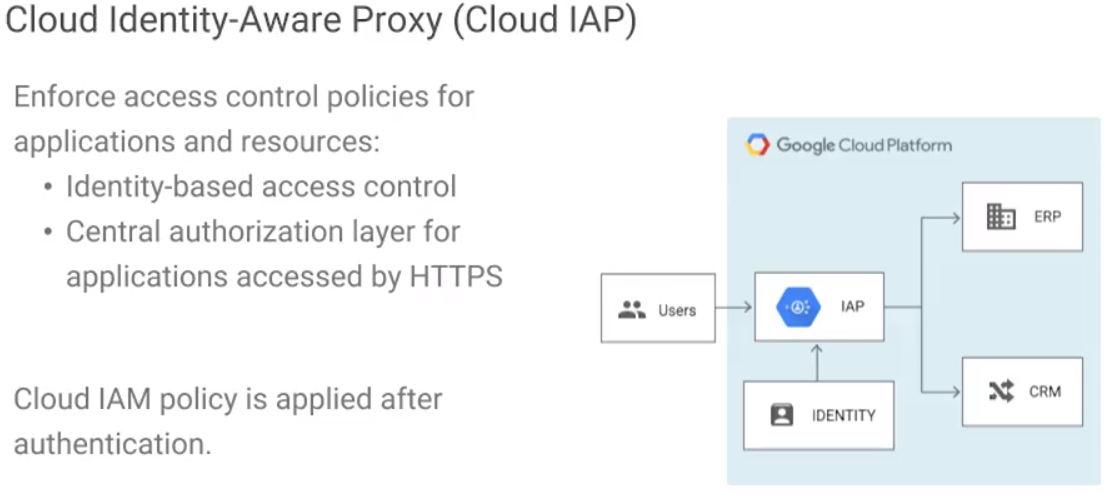 Cloud Identity-Aware Proxy (Cloud IAP)
Enforce access control policies for
applications and resources:
• Identity-based access control
• Central authorization layer for
applications accessed by HTTPS
Cloud IAM policy is applied after
authentication.
Google Cloud Platform
Users
IAP
IDENTITY
ERP
CRM